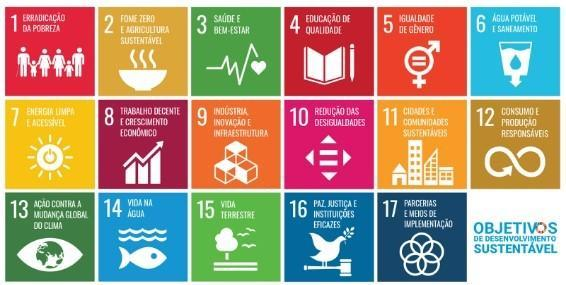 1 ERRADICAÇÃO
DA POBREZA
2 FOME ZERO
E AGRICULTURA
SUSTENTÁVEL
3 SAÚDE E
BEM-ESTAR
4 EDUCAÇÃO DE
QUALIDADE
5 IGUALDADE
DE GÊNERO
6 ÁGUA POTÁVEL
E SANEAMENTO
7 ENERGIA LIMPA
E ACESSÍVEL
8 TRABALHO DECENTE
E CRESCIMENTO
ECONÔMICO
9 INDÚSTRIA,
INOVAÇÃO E
INFRAESTRUTURA
10 REDUÇÃO DAS
DESIGUALDADES
11 CIDADES E
COMUNIDADES
SUSTENTÁVEIS
12 CONSUMO E
PRODUÇÃO
RESPONSÁVEIS
13 AÇÃO CONTRA A
MUDANÇA GLOBAL
DO CLIMA
14 VIDA NA
ÁGUA
15 VIDA
TERRESTRE
16 PAZ, JUSTIÇA E
INSTITUIÇÕES
EFICAZES
17 PARCERIAS
E MEIOS DE
IMPLEMENTAÇÃO
OBJETIVOS
DE DESENVOLVIMENTO
SUSTENTÁVEL